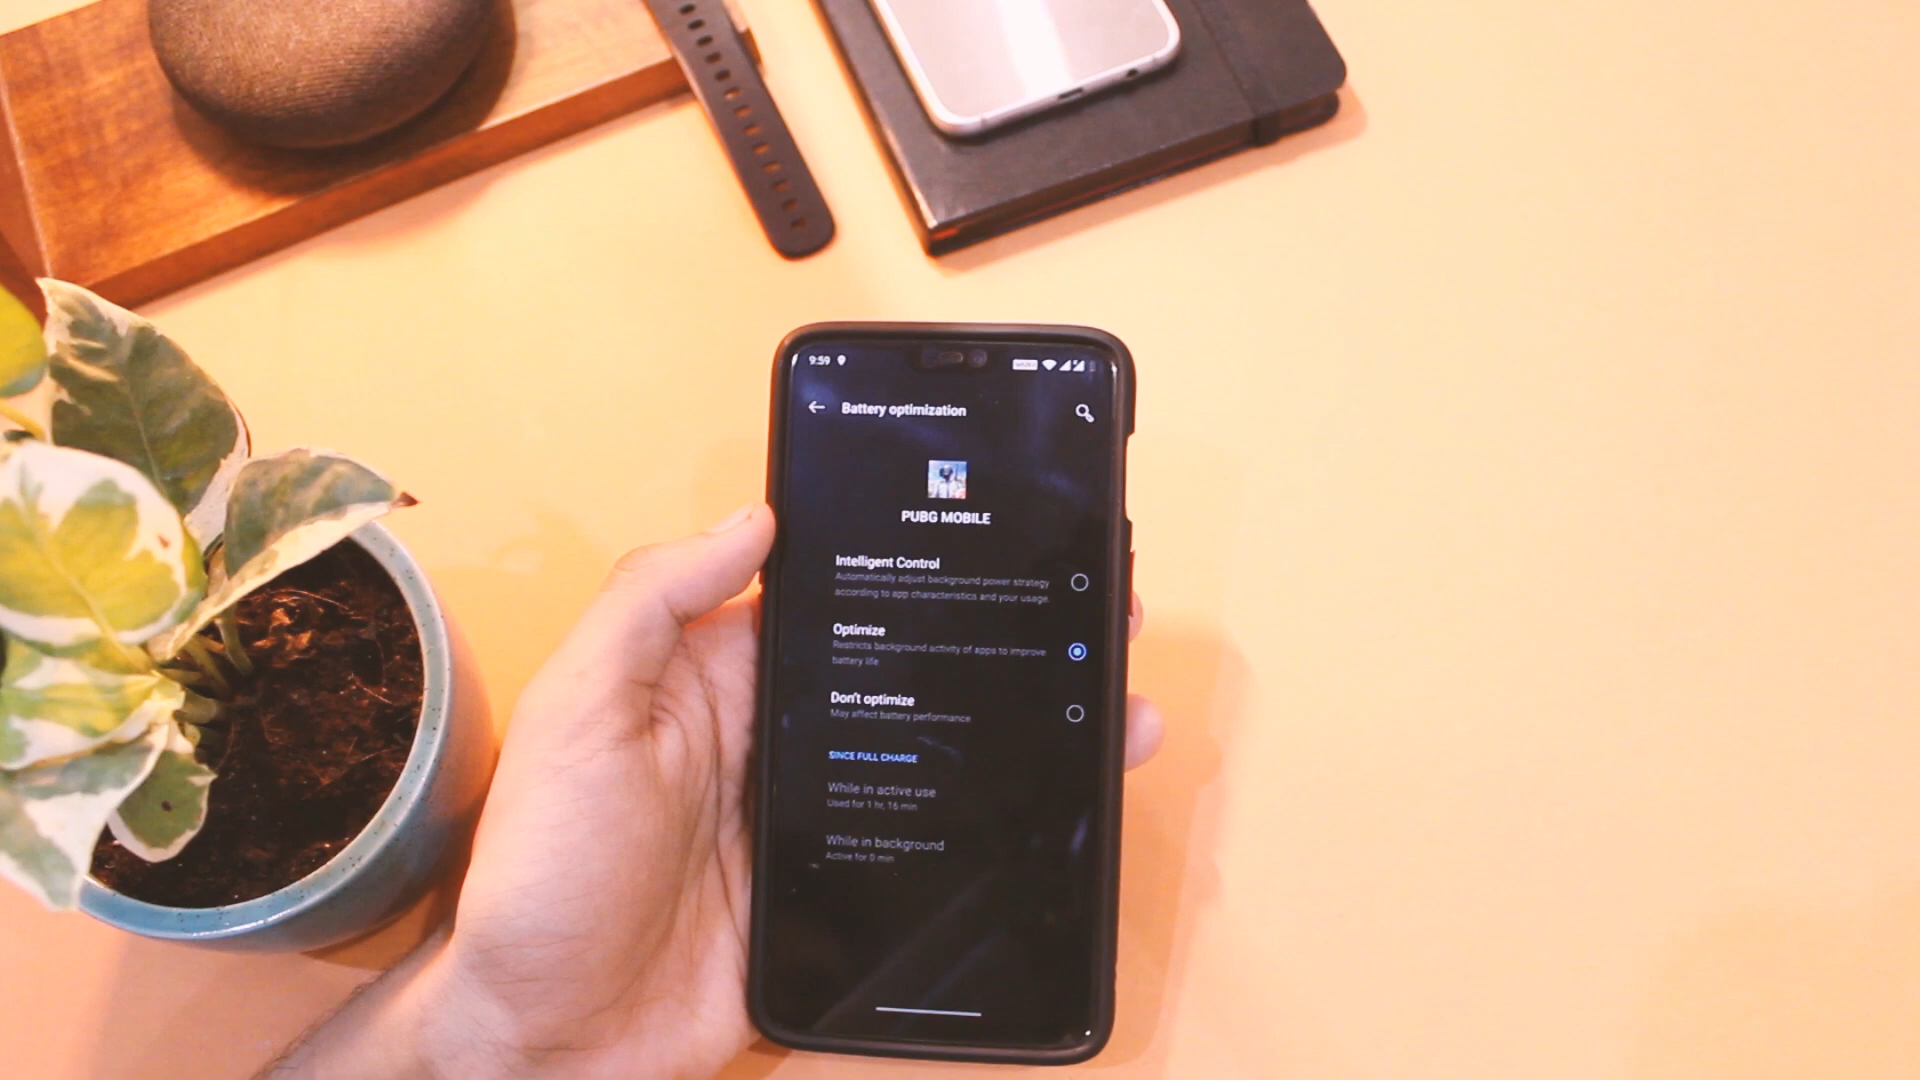 9:59
Battery optimization
PUBG MOBILE
Intelligent Control
Automatically adjust background power strategy
according to app characteristics and your usage.
Optimize
Restricts background activity of apps to improve
battery life
Don't optimize
May affect battery performance
SINCE FULL CHARGE
While in active use
Used for 1 hr, 16 min
While in background
Active for 0 min